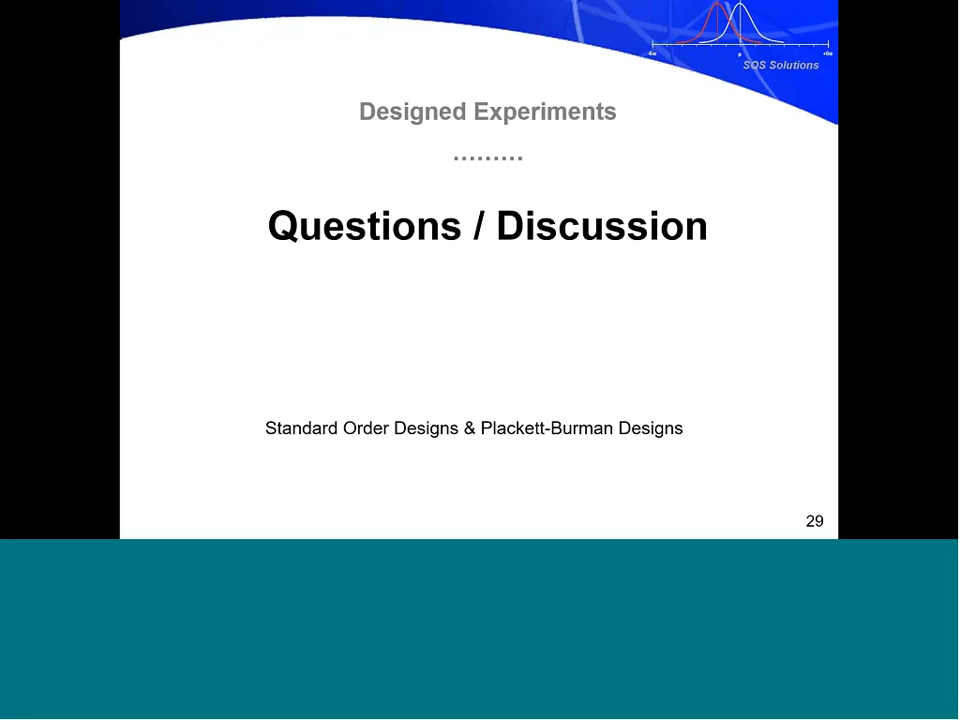 SQS Solutions
Designed Experiments
.........
Questions / Discussion
Standard Order Designs & Plackett-Burman Designs
29